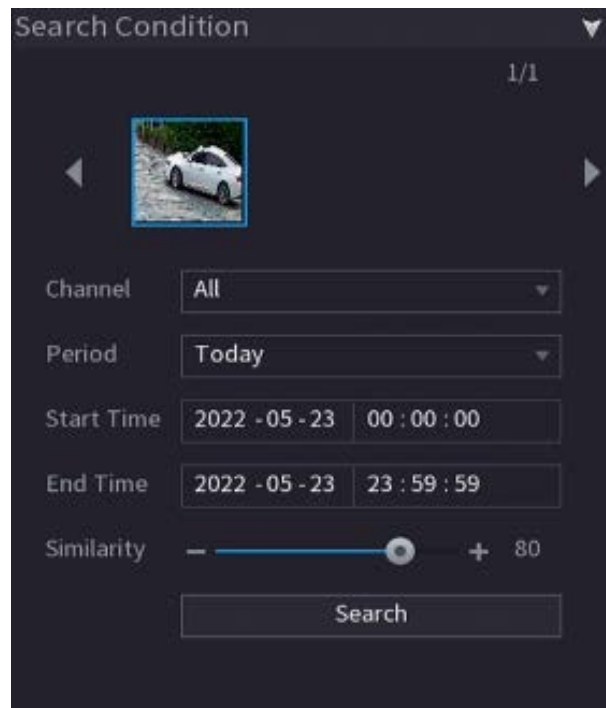 Search Condition
1/1
Channel All
Period Today
Start Time 2022 -05 -23 00 : 00 : 00
End Time 2022 -05 -23 23 : 59 : 59
Similarity − + 80
Search